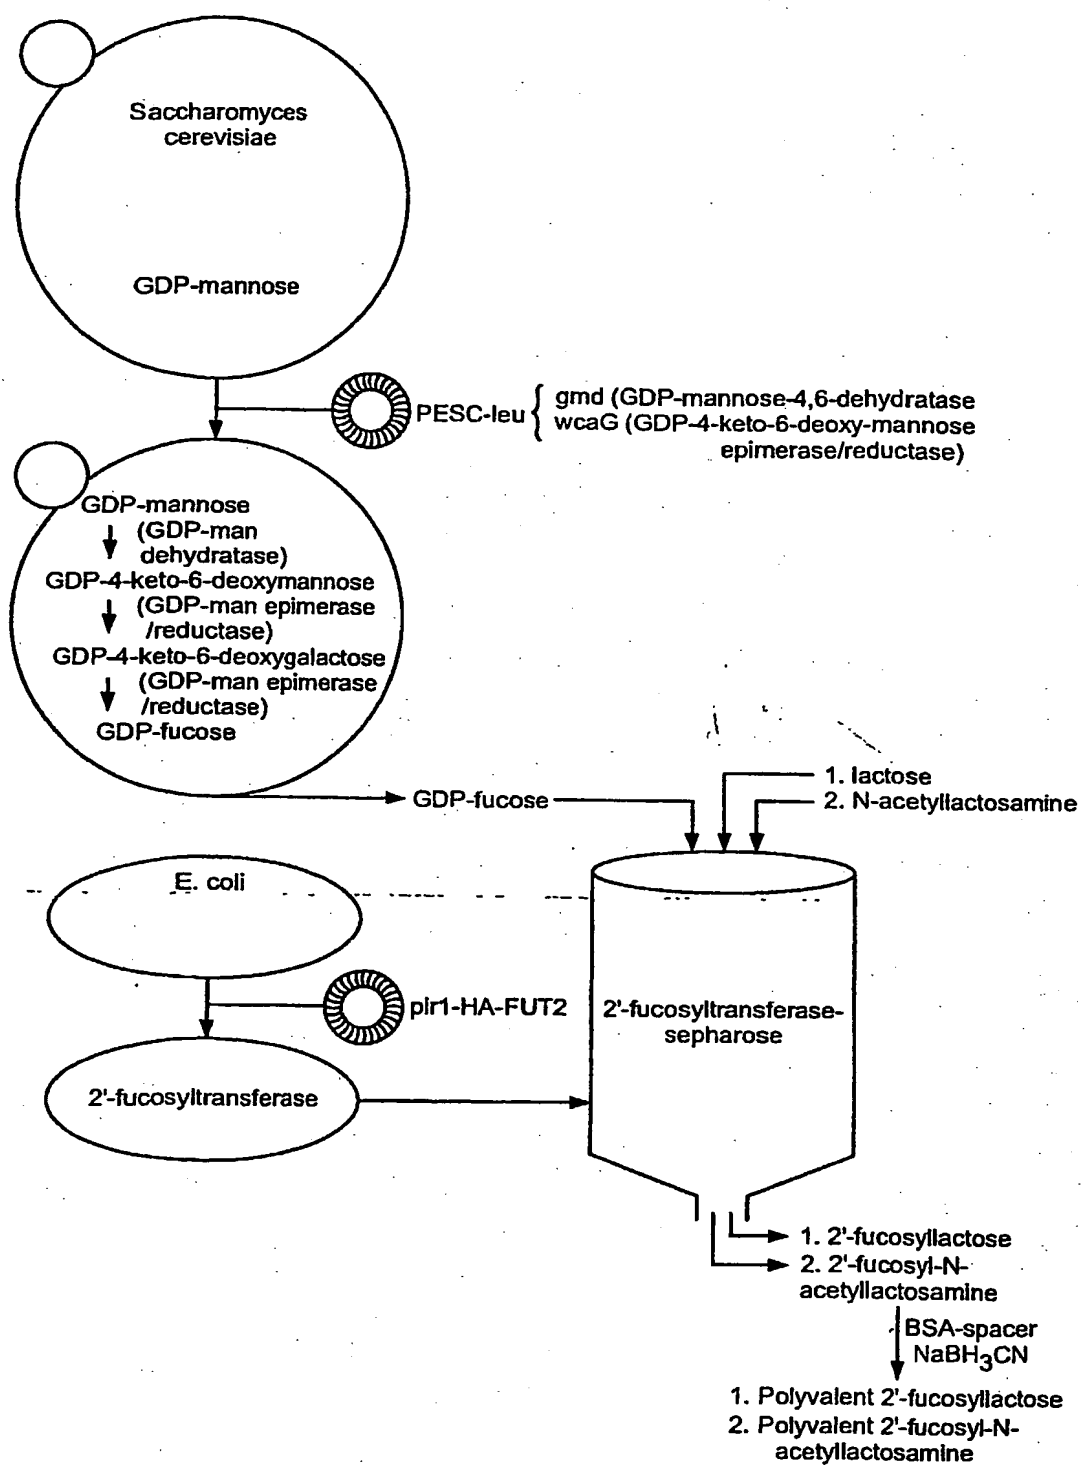 Saccharomyces
cerevisiae
GDP-mannose
PESC-leu { gmd (GDP-mannose-4,6-dehydratase
wcaG (GDP-4-keto-6-deoxy-mannose
epimerase/reductase)
GDP-mannose
(GDP-man
dehydratase)
GDP-4-keto-6-deoxymannose
(GDP-man epimerase
/reductase)
GDP-4-keto-6-deoxygalactose
(GDP-man epimerase
/reductase)
GDP-fucose
GDP-fucose
1. lactose
2. N-acetyllactosamine
E. coli
pir1-HA-FUT2
2'-fucosyltransferase-
sepharose
2'-fucosyltransferase
1. 2'-fucosyllactose
2. 2'-fucosyl-N-
acetyllactosamine
BSA-spacer
NaBH3CN
1. Polyvalent 2'-fucosyllactose
2. Polyvalent 2'-fucosyl-N-
acetyllactosamine